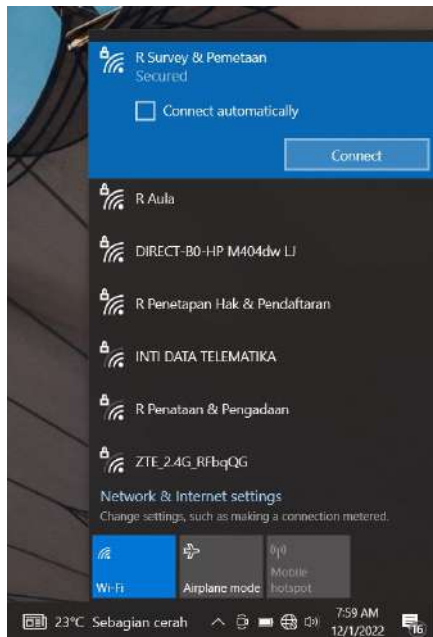 R Survey & Pemetaan
Secured
Connect automatically
Connect
R Aula
DIRECT-B0-HP M404dw LJ
R Penetapan Hak & Pendaftaran
INTI DATA TELEMATIKA
R Penataan & Pengadaan
ZTE_2.4G_RFbqQG
Network & Internet settings
Change settings, such as making a connection metered.
Wi-Fi
Airplane mode
Mobile
hotspot
23°C Sebagian cerah
7:59 AM
12/1/2022
16